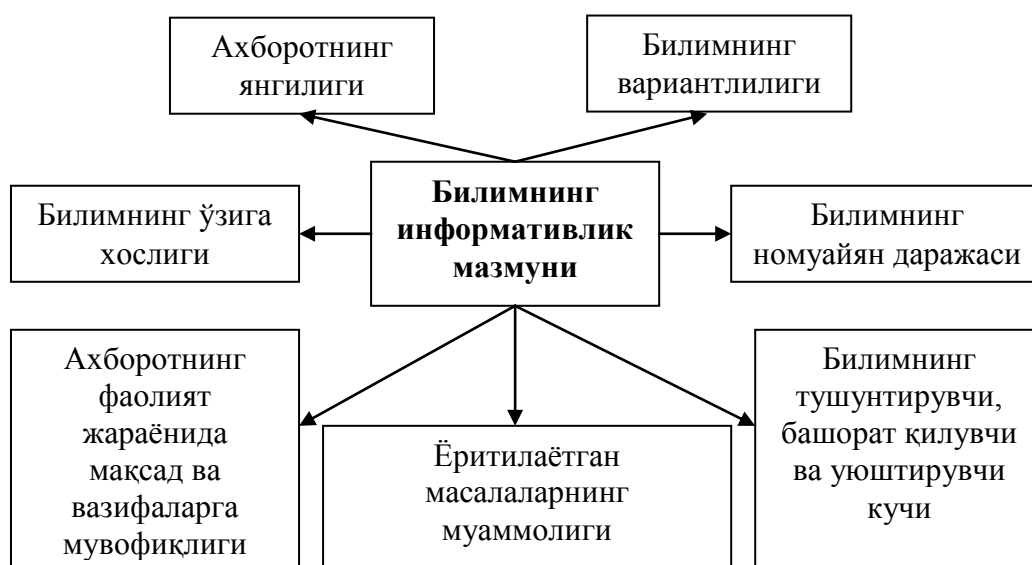 Ахборотнинг
янгилиги
Билимнинг
вариантлилиги
Билимнинг
информативлик
мазмуни
Билимнинг ўзига
хослиги
Билимнинг
номуайян даражаси
Ахборотнинг
фаолият
жараёнида
мақсад ва
вазифаларга
мувофиқлиги
Ёритилаётган
масалаларнинг
муаммолиги
Билимнинг
тушунтирувчи,
башорат қилувчи
ва уюштирувчи
кучи